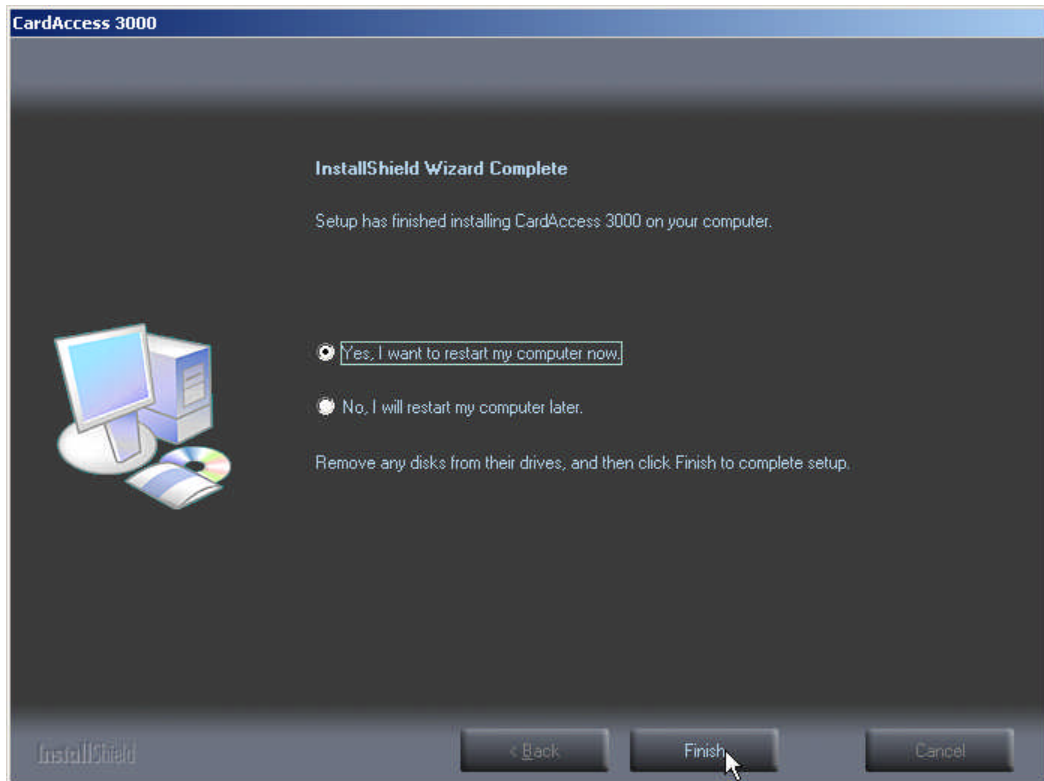 CardAccess 3000
InstallShield Wizard Complete
Setup has finished installing CardAccess 3000 on your computer.
Yes, I want to restart my computer now.
No, I will restart my computer later.
Remove any disks from their drives, and then click Finish to complete setup.
InstallShield
< Back
Finish
Cancel